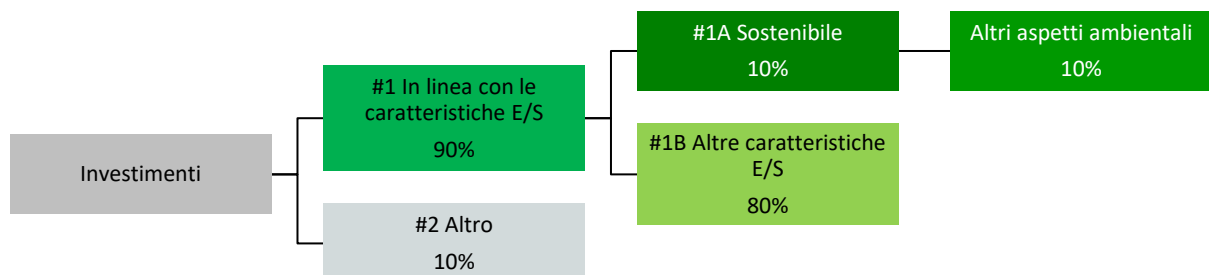 Investimenti
#1 In linea con le
caratteristiche E/S
90%
#2 Altro
10%
#1A Sostenibile
10%
#1B Altre caratteristiche
E/S
80%
Altri aspetti ambientali
10%